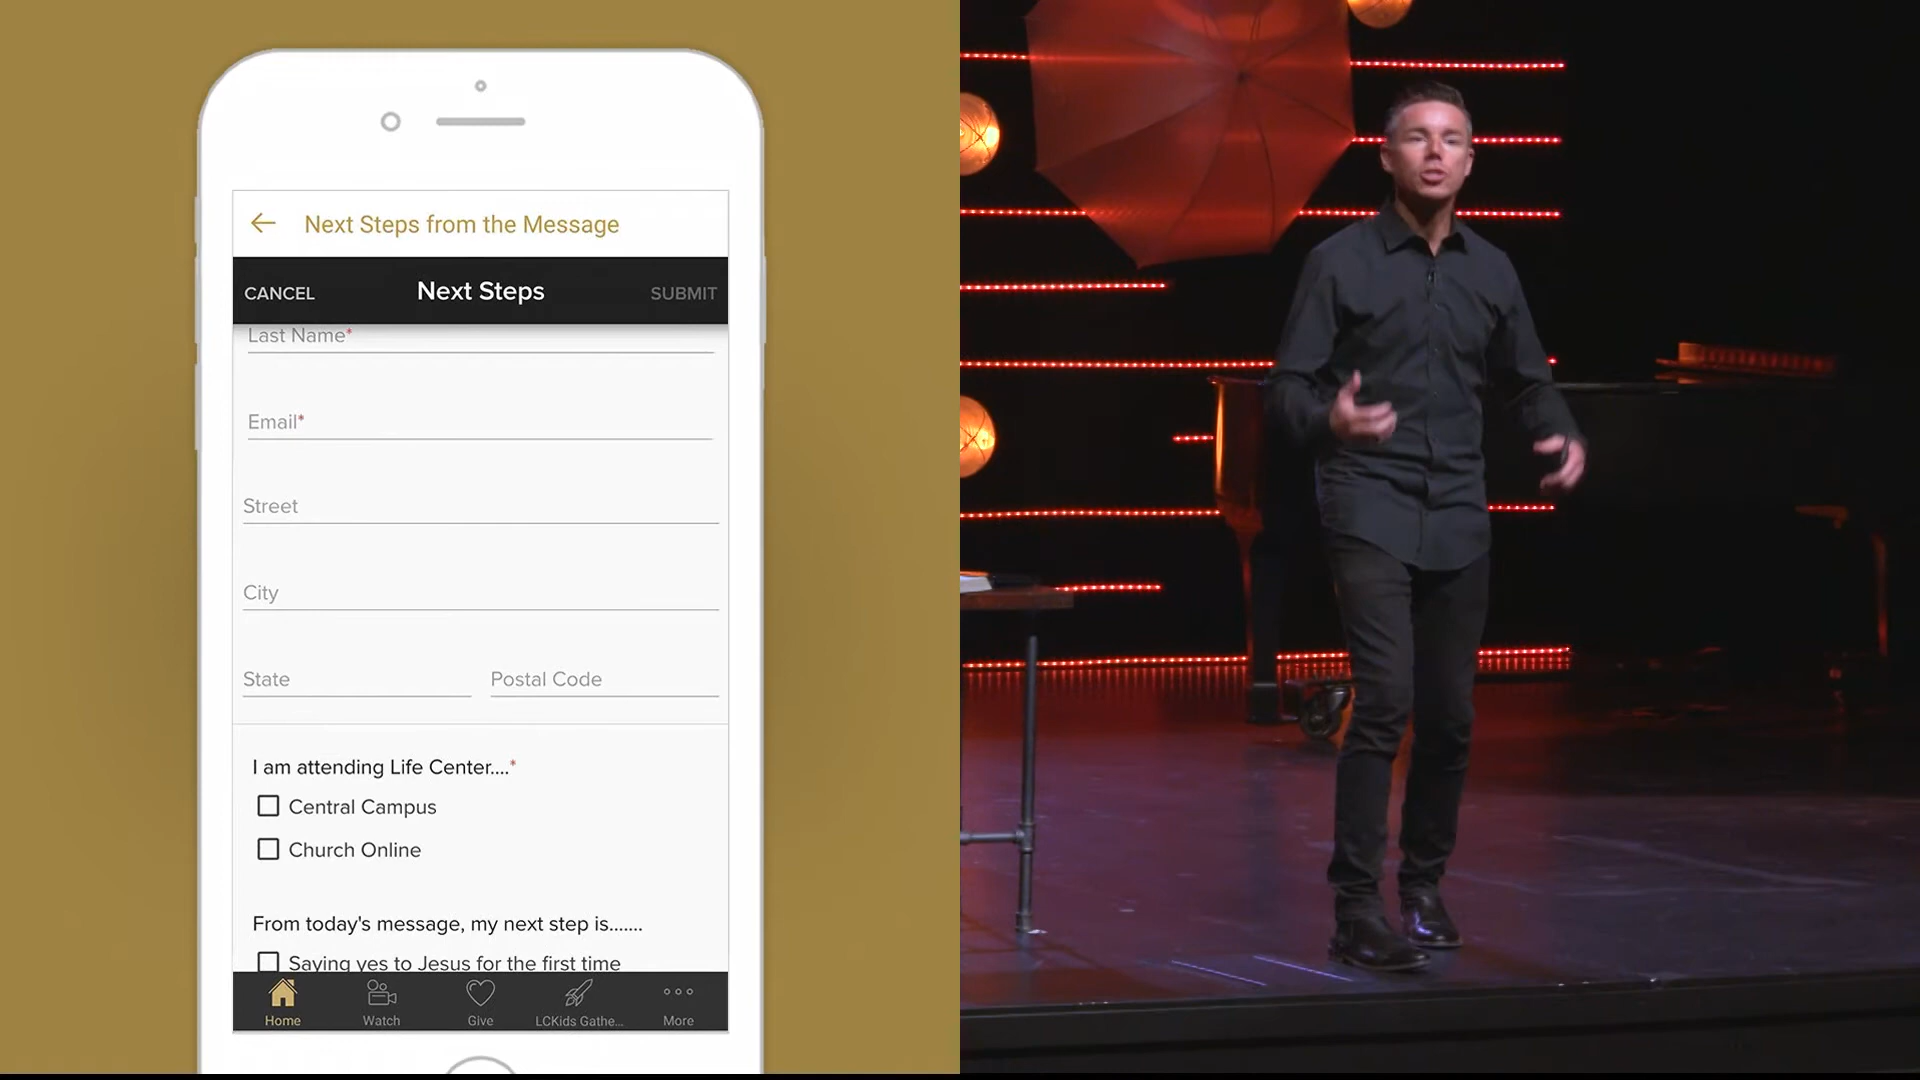 Next Steps from the Message
CANCEL Next Steps SUBMIT
Last Name*
Email*
Street
City
State Postal Code
I am attending Life Center....*
Central Campus
Church Online
From today's message, my next step is.......
Saying yes to Jesus for the first time
Home Watch Give LCKids Gathe... More